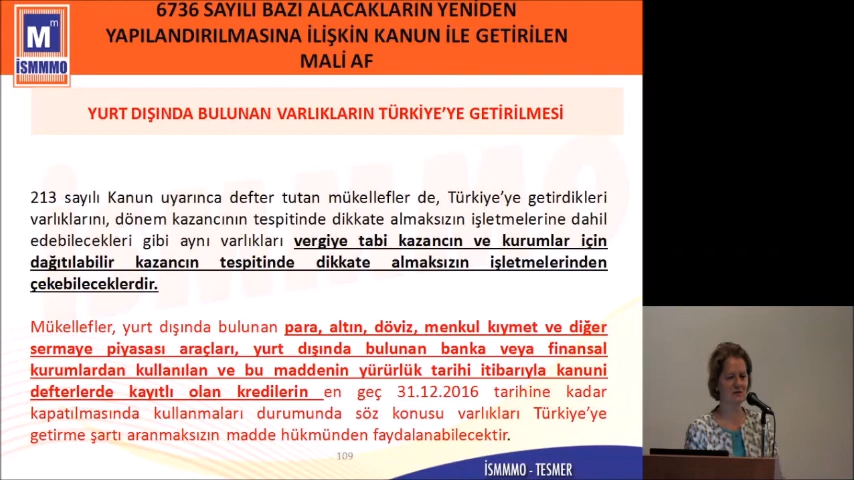 6736 SAYILI BAZI ALACAKLARIN YENİDEN
YAPILANDIRILMASINA İLİŞKİN KANUN İLE GETİRİLEN
MALİ AF
Mm
İSMMMO
YURT DIŞINDA BULUNAN VARLIKLARIN TÜRKİYE'YE GETİRİLMESİ
213 sayılı Kanun uyarınca defter tutan mükellefler de, Türkiye'ye getirdikleri
varlıklarını, dönem kazancının tespitinde dikkate almaksızın işletmelerine dahil
edebilecekleri gibi aynı varlıkları vergiye tabi kazancın ve kurumlar için
dağıtılabilir kazancın tespitinde dikkate almaksızın işletmelerinden
çekebileceklerdir.
Mükellefler, yurt dışında bulunan para, altın, döviz, menkul kıymet ve diğer
sermaye piyasası araçları, yurt dışında bulunan banka veya finansal
kurumlardan kullanılan ve bu maddenin yürürlük tarihi itibarıyla kanuni
defterlerde kayıtlı olan kredilerin en geç 31.12.2016 tarihine kadar
kapatılmasında kullanmaları durumunda söz konusu varlıkları Türkiye'ye
getirme şartı aranmaksızın madde hükmünden faydalanabilecektir.
109
İSMMMO - TESMER